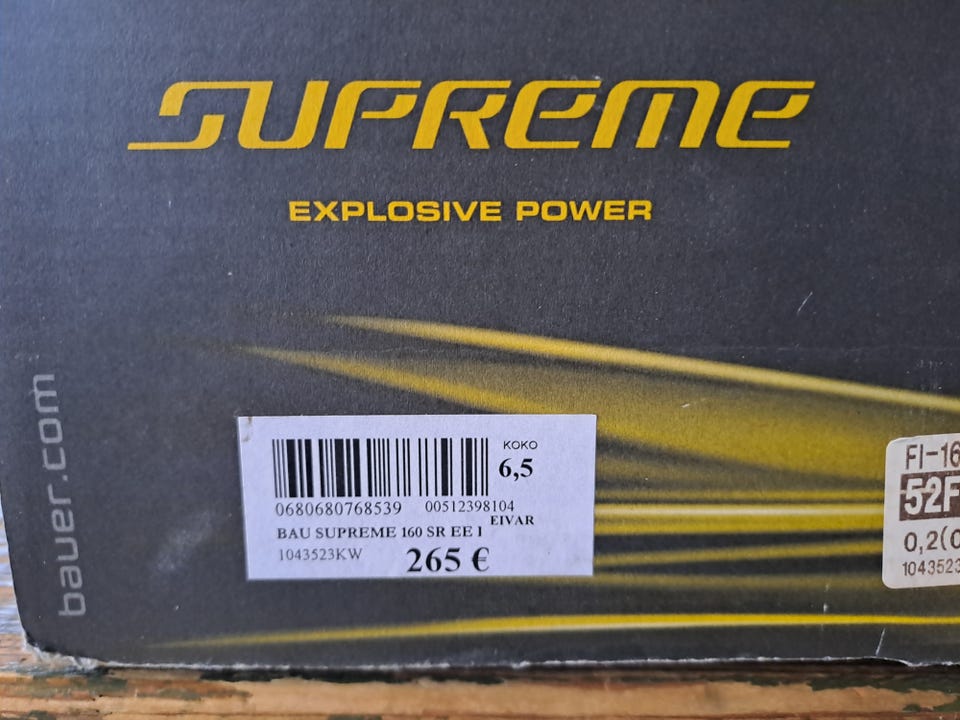 SUPREME
EXPLOSIVE POWER
bauer.com
KOKO
6,5
0680680768539 00512398104
EIVAR
BAU SUPREME 160 SR EE I
1043523KW 265 €
FI-16
52F
0,2(0
1043523